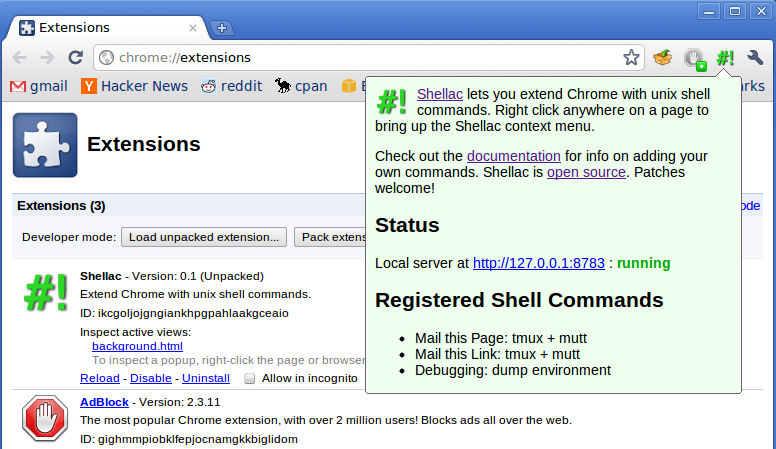 Extensions
chrome://extensions
#!
gmail
Hacker News
reddit
cpan
arks
Extensions
Extensions (3)
ode
Developer mode:
Load unpacked extension...
Pack extens
#!
Shellac - Version: 0.1 (Unpacked)
Extend Chrome with unix shell commands.
ID: ikcgoljojgngiankhpgpahlaakgceaio
Inspect active views:
background.html
To inspect a popup, right-click the page or browser
Reload - Disable - Uninstall
Allow in incognito
AdBlock - Version: 2.3.11
The most popular Chrome extension, with over 2 million users! Blocks ads all over the web.
ID: gighmmpiobklfepjocnamgkkbiglidom
#!
Shellac lets you extend Chrome with unix shell
commands. Right click anywhere on a page to
bring up the Shellac context menu.
Check out the documentation for info on adding
your own commands. Shellac is open source. Patches
welcome!
Status
Local server at http://127.0.0.1:8783 : running
Registered Shell Commands
Mail this Page: tmux + mutt
Mail this Link: tmux + mutt
Debugging: dump environment